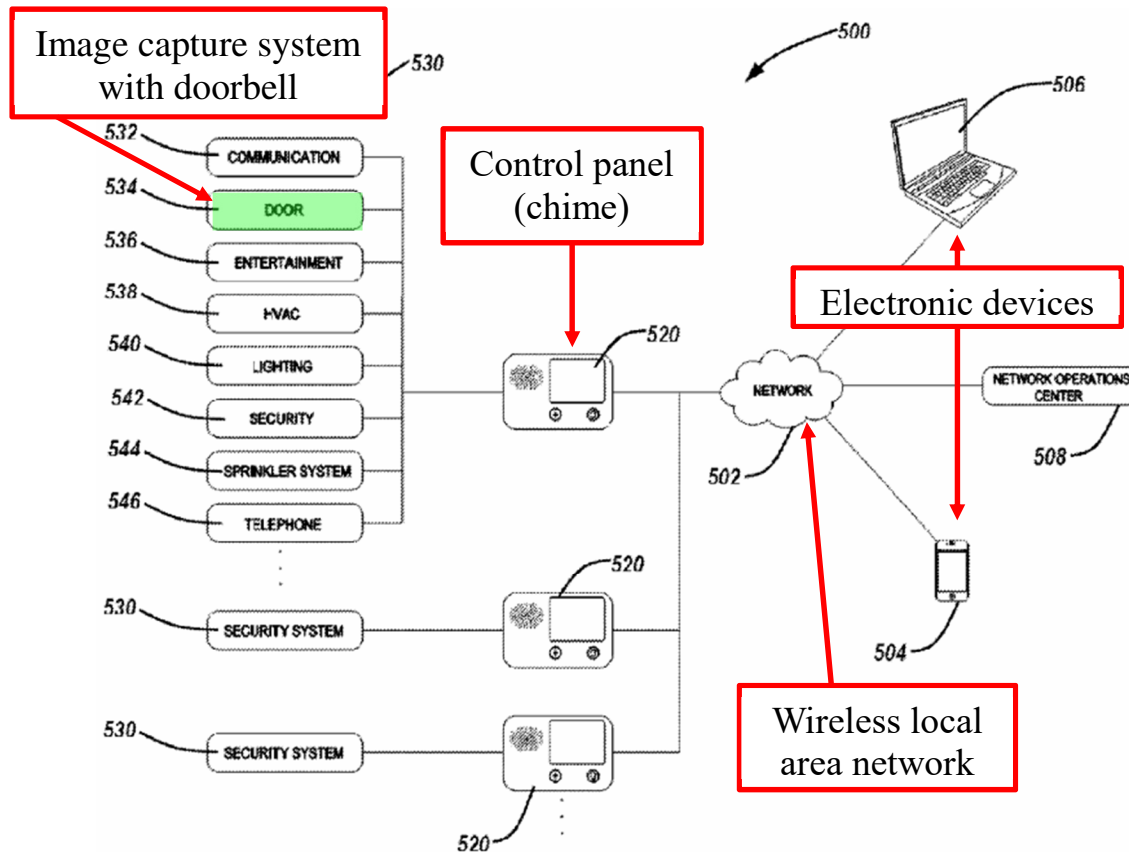 Image capture system
with doorbell
530
500
506
532
COMMUNICATION
534
DOOR
536
ENTERTAINMENT
538
HVAC
540
LIGHTING
542
SECURITY
544
SPRINKLER SYSTEM
546
TELEPHONE
Control panel
(chime)
520
Electronic devices
NETWORK
502
NETWORK OPERATIONS
CENTER
508
504
530
SECURITY SYSTEM
520
530
SECURITY SYSTEM
520
Wireless local
area network